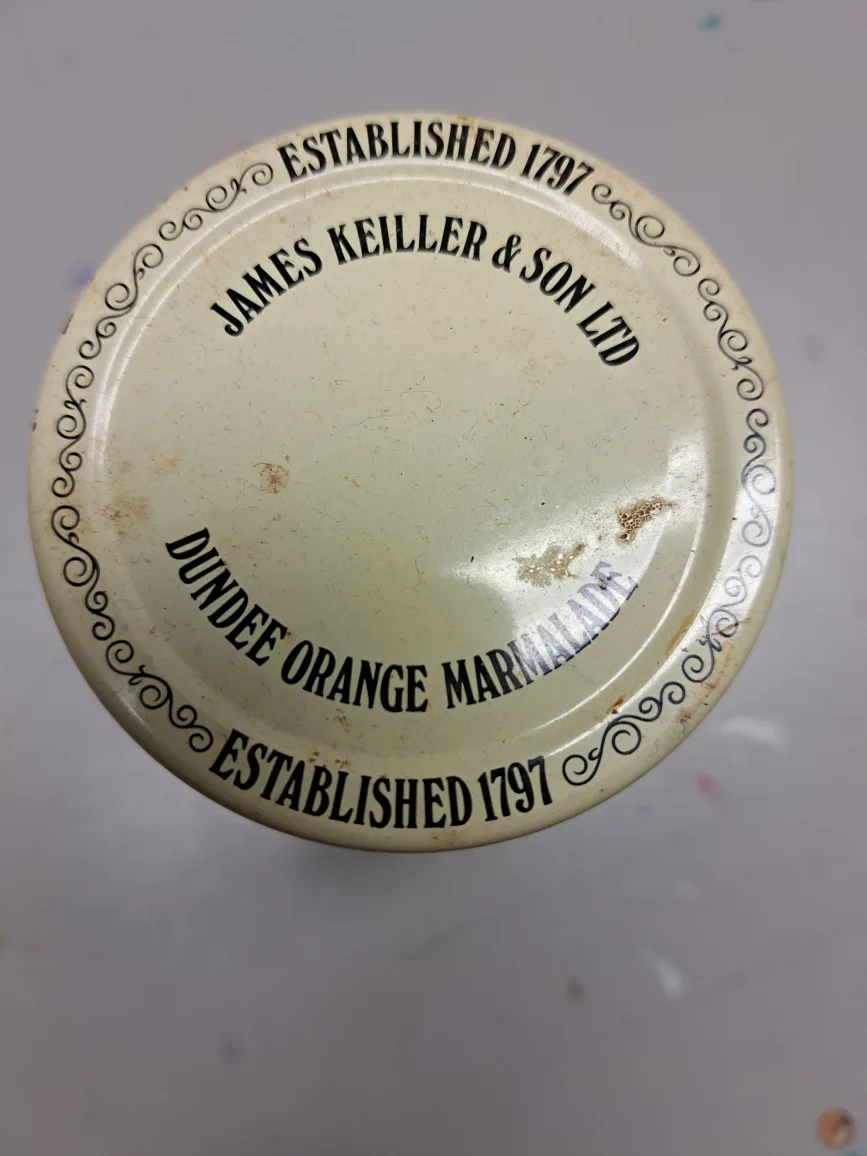 ESTABLISHED 1797
JAMES KEILLER & SON LTD
DUNDEE ORANGE MARMALADE
ESTABLISHED 1797